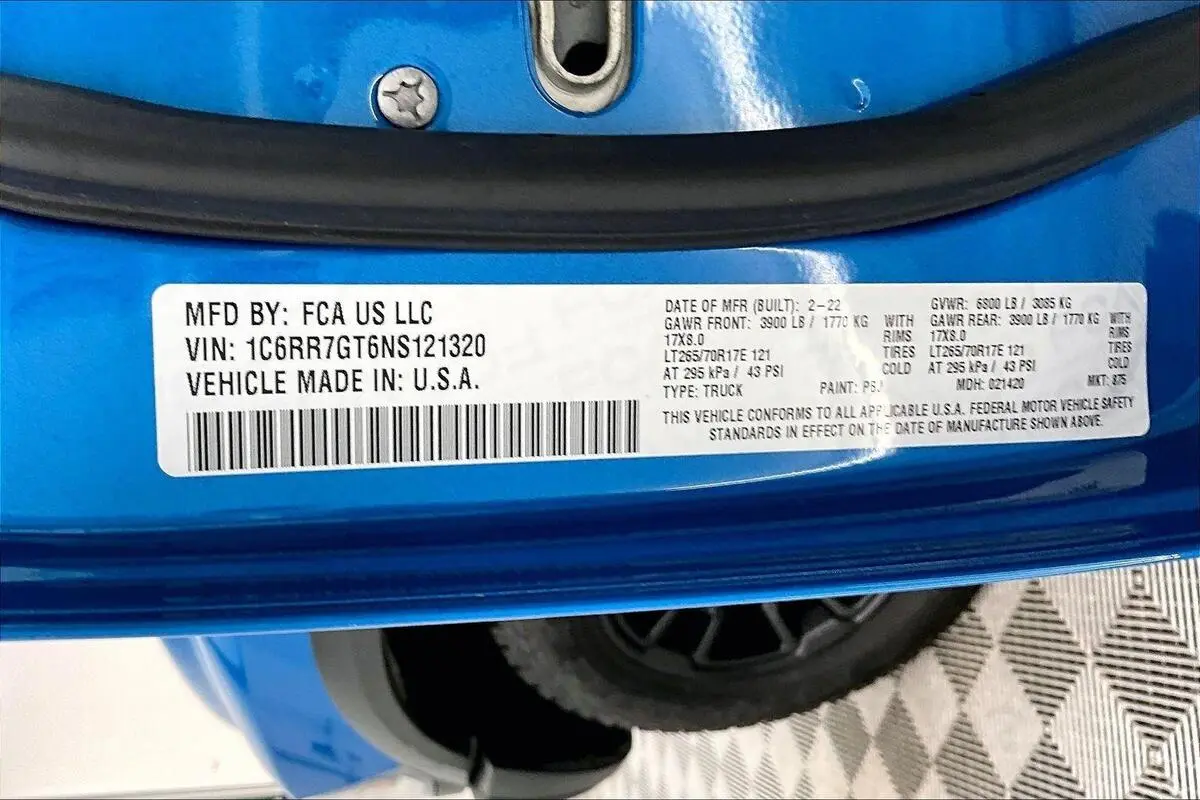 MFD BY: FCA US LLC
VIN: 1C6RR7GT6NS121320
VEHICLE MADE IN: U.S.A.
DATE OF MFR (BUILT): 2-22 GVWR: 6800 LB / 3085 KG
GAWR FRONT: 3900 LB / 1770 KG WITH GAWR REAR: 3900 LB / 1770 KG WITH
17X8.0 RIMS 17X8.0 RIMS
LT265/70R17E 121 TIRES LT265/70R17E 121 TIRES
AT 295 kPa / 43 PSI COLD AT 295 kPa / 43 PSI COLD
TYPE: TRUCK PAINT: MDH: 021420 MKT: 875
THIS VEHICLE CONFORMS TO ALL APPLICABLE U.S.A. FEDERAL MOTOR VEHICLE SAFETY
STANDARDS IN EFFECT ON THE DATE OF MANUFACTURE SHOWN ABOVE.